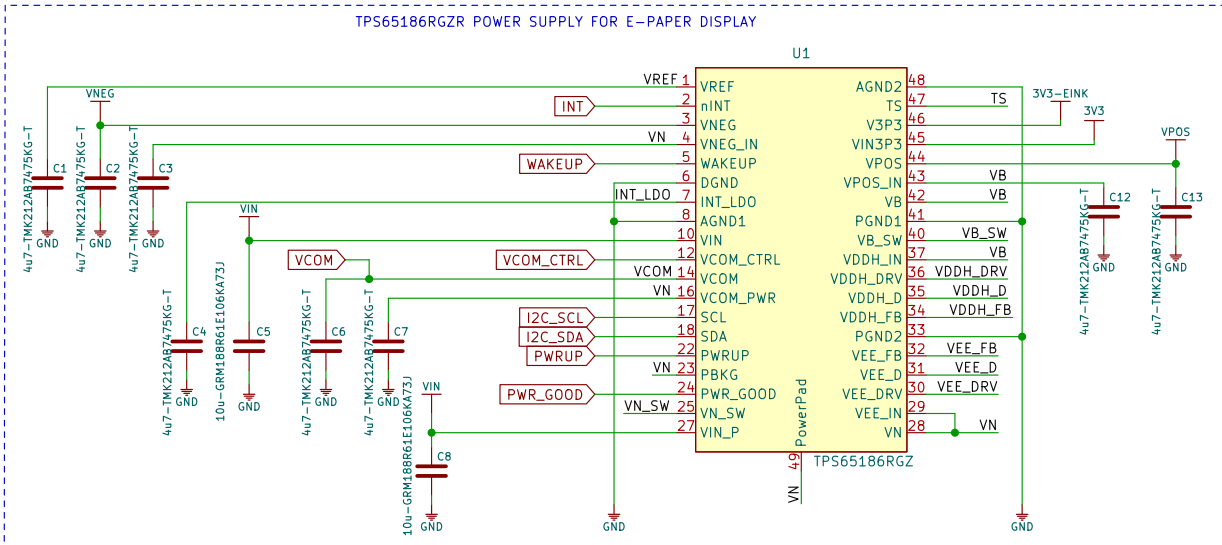 TPS65186RGZR POWER SUPPLY FOR E-PAPER DISPLAY
U1
VREF 1 VREF
INT 2 nINT
VNEG
3 VNEG
VN 4 VNEG_IN
WAKEUP 5 WAKEUP
6 DGND
INT_LDO 7 INT_LDO
8 AGND1
VIN
10 VIN
VCOM_CTRL 12 VCOM_CTRL
VCOM
VCOM 14 VCOM
VN 16 VCOM_PWR
I2C_SCL 17 SCL
I2C_SDA 18 SDA
PWRUP 22 PWRUP
VN 23 PBKG
PWR_GOOD 24 PWR_GOOD
VN_SW 25 VN_SW
VIN
27 VIN_P
AGND2 48
TS 47 TS
V3P3 46
3V3-EINK
VIN3P3 45
3V3
VPOS 44
VPOS
VPOS_IN 43 VB
VB 42 VB
PGND1 41
VB_SW 40 VB_SW
VDDH_IN 37 VB
VDDH_DRV 36 VDDH_DRV
VDDH_D 35 VDDH_D
VDDH_FB 34 VDDH_FB
PGND2 33
VEE_FB 32 VEE_FB
VEE_D 31 VEE_D
VEE_DRV 30 VEE_DRV
VEE_IN 29
VN 28 VN
PowerPad
49
VN
TPS65186RGZ
C1
4u7-TMK212AB7475KG-T
GND
C2
4u7-TMK212AB7475KG-T
GND
C3
4u7-TMK212AB7475KG-T
GND
C4
4u7-TMK212AB7475KG-T
GND
C5
10u-GRM188R61E106KA73J
GND
C6
4u7-TMK212AB7475KG-T
GND
C7
4u7-TMK212AB7475KG-T
GND
C8
10u-GRM188R61E106KA73J
GND
GND
C12
4u7-TMK212AB7475KG-T
GND
C13
4u7-TMK212AB7475KG-T
GND
GND